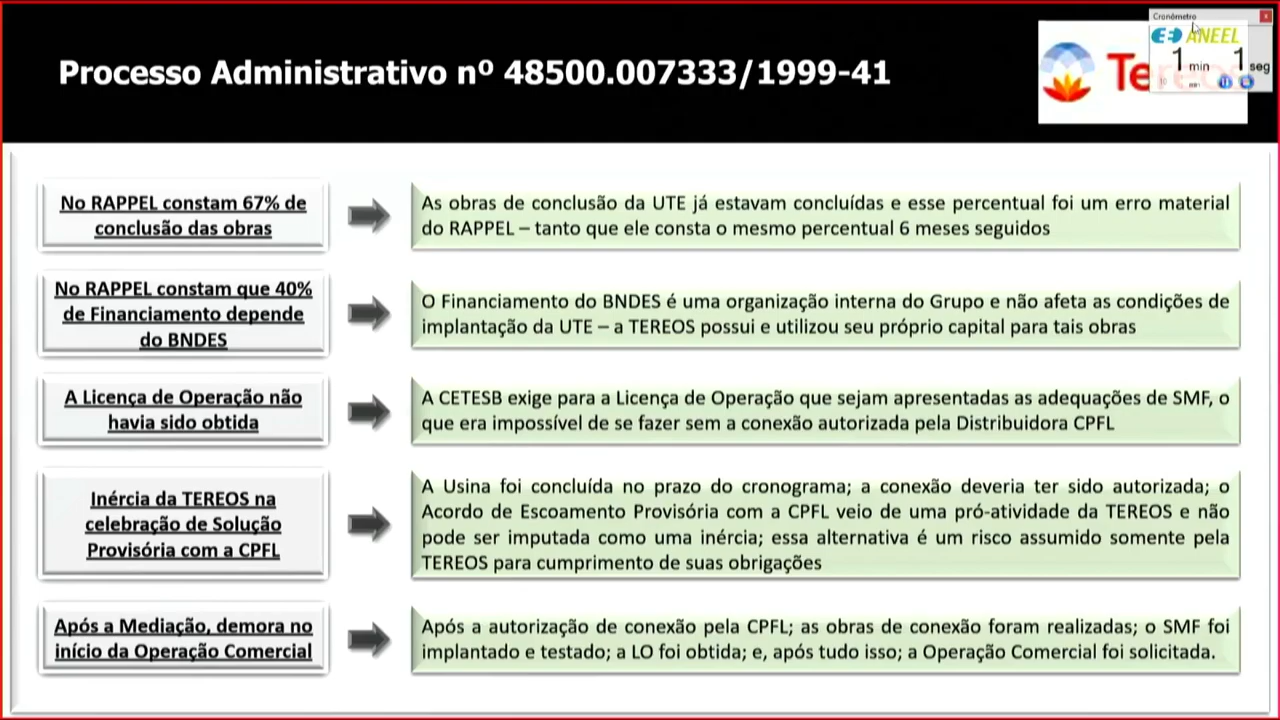 Cronômetro
ANEEL
Processo Administrativo nº 48500.007333/1999-41
1 min 1 seg
No RAPPEL constam 67% de
conclusão das obras
As obras de conclusão da UTE já estavam concluídas e esse percentual foi um erro material
do RAPPEL – tanto que ele consta o mesmo percentual 6 meses seguidos
No RAPPEL constam que 40%
de Financiamento depende
do BNDES
O Financiamento do BNDES é uma organização interna do Grupo e não afeta as condições de
implantação da UTE – a TEREOS possui e utilizou seu próprio capital para tais obras
A Licença de Operação não
havia sido obtida
A CETESB exige para a Licença de Operação que sejam apresentadas as adequações de SMF, o
que era impossível de se fazer sem a conexão autorizada pela Distribuidora CPFL
Inércia da TEREOS na
celebração de Solução
Provisória com a CPFL
A Usina foi concluída no prazo do cronograma; a conexão deveria ter sido autorizada; o
Acordo de Escoamento Provisória com a CPFL veio de uma pró-atividade da TEREOS e não
pode ser imputada como uma inércia; essa alternativa é um risco assumido somente pela
TEREOS para cumprimento de suas obrigações
Após a Mediação, demora no
início da Operação Comercial
Após a autorização de conexão pela CPFL; as obras de conexão foram realizadas; o SMF foi
implantado e testado; a LO foi obtida; e, após tudo isso; a Operação Comercial foi solicitada.